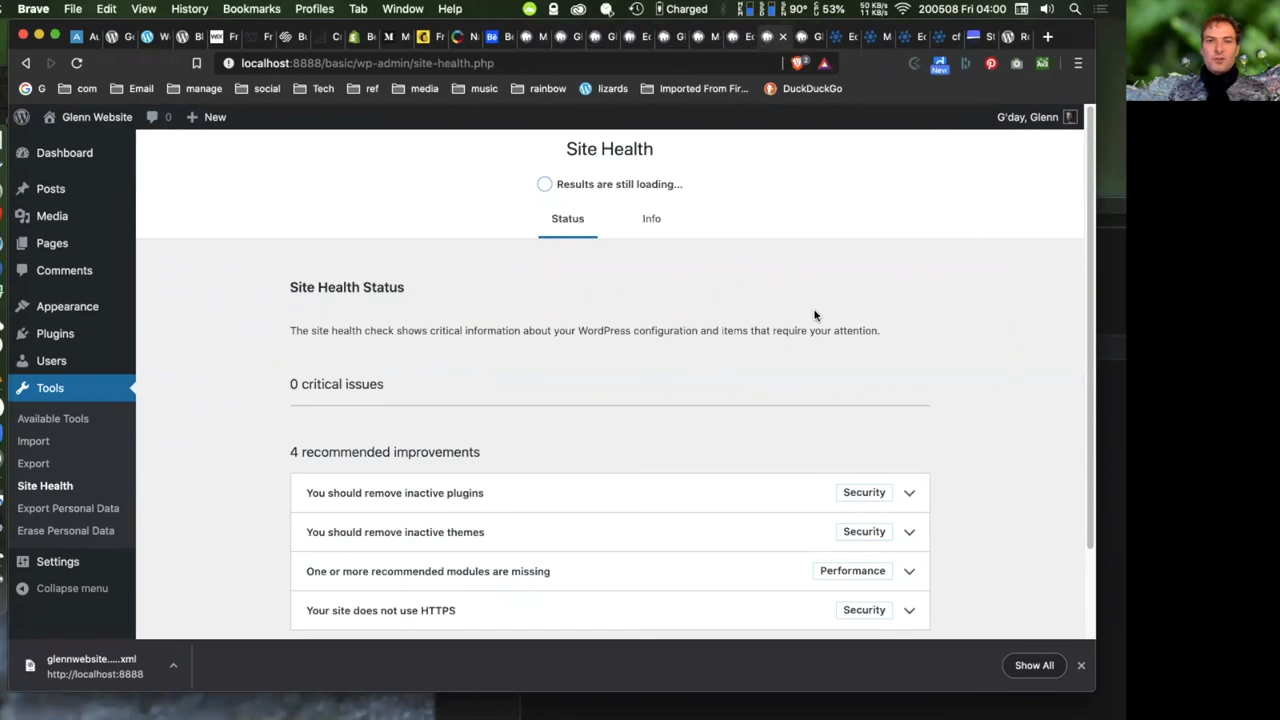 Brave File Edit View History Bookmarks Profiles Tab Window Help Charged 90° 53% 50 KB/s 11 KB/s 200508 Fri 04:00
localhost:8888/basic/wp-admin/site-health.php
New
G com Email manage social Tech ref media music rainbow lizards Imported From Fir... DuckDuckGo
Glenn Website 0 New G'day, Glenn
Dashboard
Posts
Media
Pages
Comments
Appearance
Plugins
Users
Tools
Available Tools
Import
Export
Site Health
Export Personal Data
Erase Personal Data
Settings
Collapse menu
Site Health
Results are still loading...
Status Info
Site Health Status
The site health check shows critical information about your WordPress configuration and items that require your attention.
0 critical issues
4 recommended improvements
You should remove inactive plugins Security
You should remove inactive themes Security
One or more recommended modules are missing Performance
Your site does not use HTTPS Security
glennwebsite.....xml
http://localhost:8888
Show All